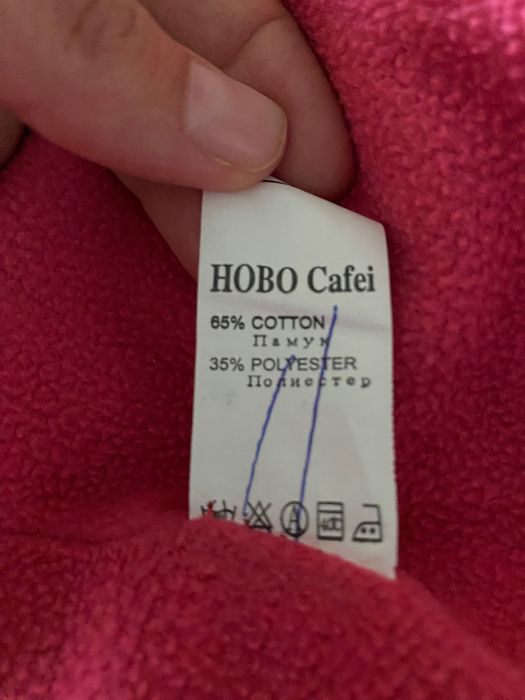 HOBO Cafei
65% COTTON
Памук
35% POLYESTER
Полиестер
A